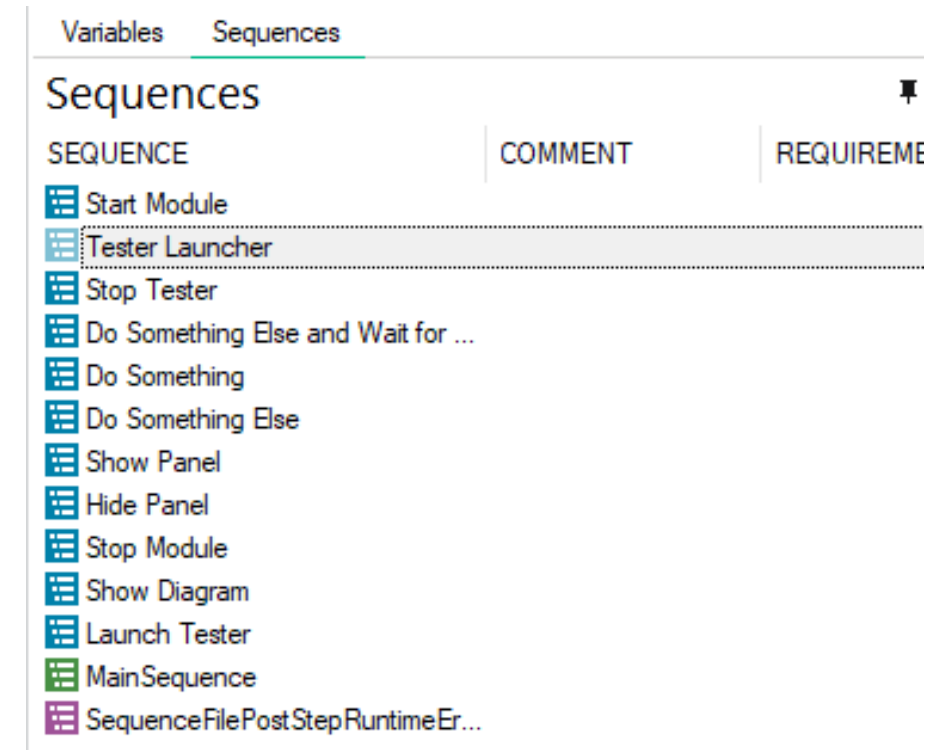 Variables Sequences
Sequences
SEQUENCE COMMENT REQUIREME
Start Module
Tester Launcher
Stop Tester
Do Something Else and Wait for ...
Do Something
Do Something Else
Show Panel
Hide Panel
Stop Module
Show Diagram
Launch Tester
MainSequence
SequenceFilePostStepRuntimeEr...